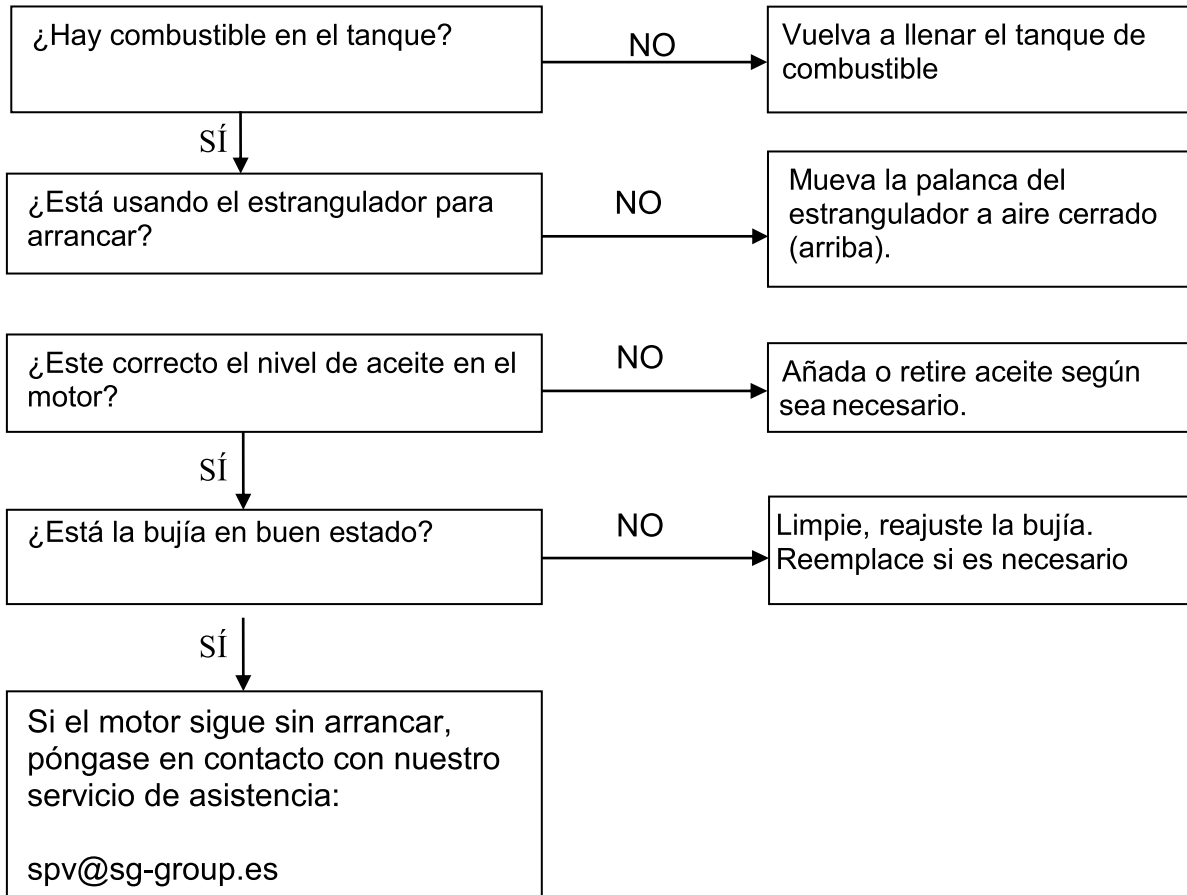 ¿Hay combustible en el tanque?
NO
Vuelva a llenar el tanque de
combustible
SÍ
¿Está usando el estrangulador para
arrancar?
NO
Mueva la palanca del
estrangulador a aire cerrado
(arriba).
¿Este correcto el nivel de aceite en el
motor?
NO
Añada o retire aceite según
sea necesario.
SÍ
¿Está la bujía en buen estado?
NO
Limpie, reajuste la bujía.
Reemplace si es necesario
SÍ
Si el motor sigue sin arrancar,
póngase en contacto con nuestro
servicio de asistencia:
spv@sg-group.es